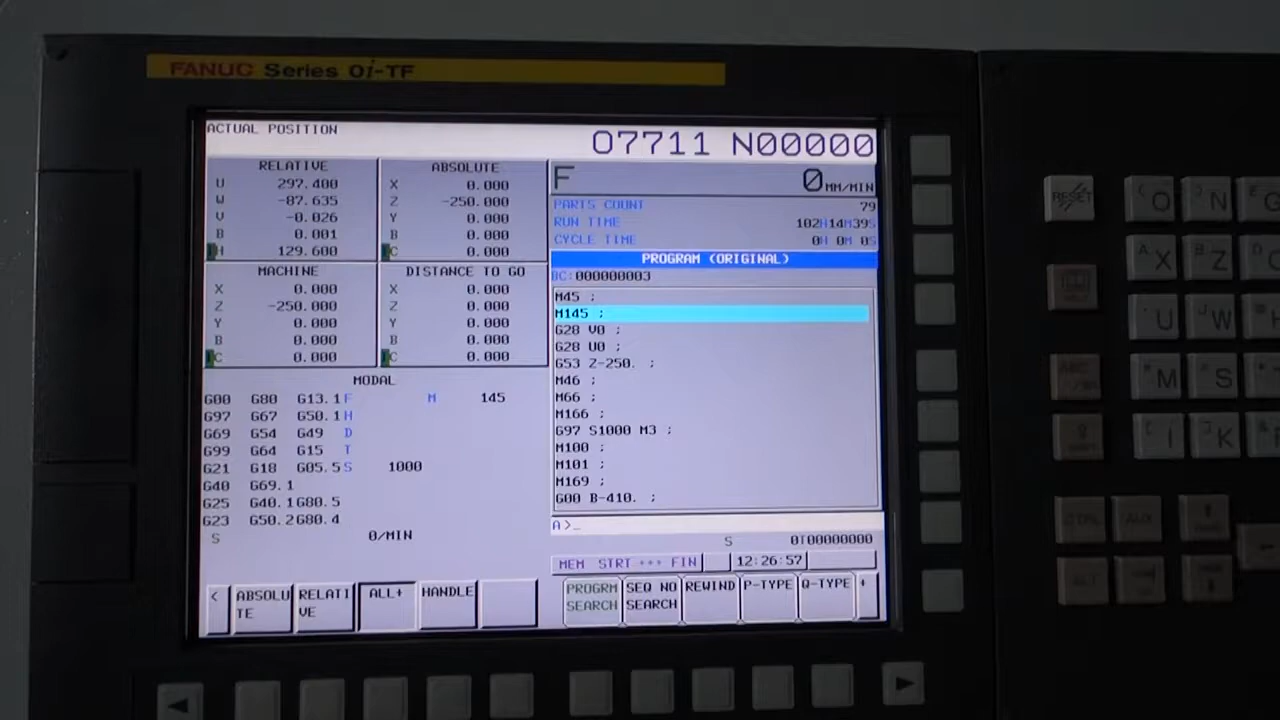 FANUC Series 0i-TF
ACTUAL POSITION
O7711 N00000
RELATIVE
U 297.400
W -87.635
V -0.026
B 0.001
H 129.600
ABSOLUTE
X 0.000
Z -250.000
Y 0.000
B 0.000
C 0.000
MACHINE
X 0.000
Z -250.000
Y 0.000
B 0.000
C 0.000
DISTANCE TO GO
0.000
0.000
0.000
0.000
C 0.000
MODAL
G00 G80 G13.1 F M 145
G97 G67 G50.1 H
G69 G54 G49 D
G99 G64 G15 T
G21 G18 G05.5 S 1000
G40 G69.1
G25 G40.1 G80.5
G23 G50.2 G80.4
S 0/MIN
F 0 MM/MIN
PARTS COUNT 79
RUN TIME 102H14M39S
CYCLE TIME 0H 0M 0S
PROGRAM (ORIGINAL)
BC:000000003
M45 ;
M145 ;
G28 V0 ;
G28 U0 ;
G53 Z-250. ;
M46 ;
M66 ;
M166 ;
G97 S1000 M3 ;
M100 ;
M101 ;
M169 ;
G00 B-410. ;
A>_
S 0T00000000
MEM STRT *** FIN 12:26:57
< ABSOLUTE RELATIVE ALL+ HANDLE
PROGRM SEARCH SEQ NO SEARCH REWIND P-TYPE Q-TYPE +
RESET
O N G
X Z
U W
M S
I K